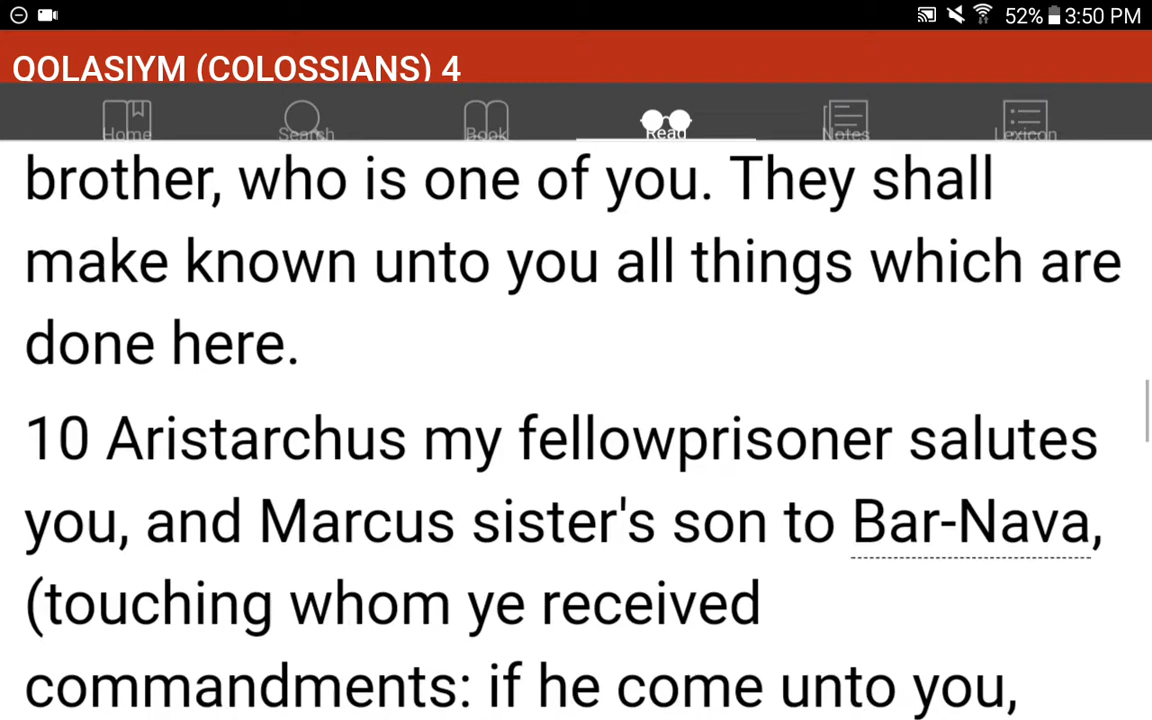 52% 3:50 PM
QOLASIYM (COLOSSIANS) 4
Home Search Book Read Notes Lexicon
brother, who is one of you. They shall
make known unto you all things which are
done here.
10 Aristarchus my fellowprisoner salutes
you, and Marcus sister's son to Bar-Nava,
(touching whom ye received
commandments: if he come unto you,